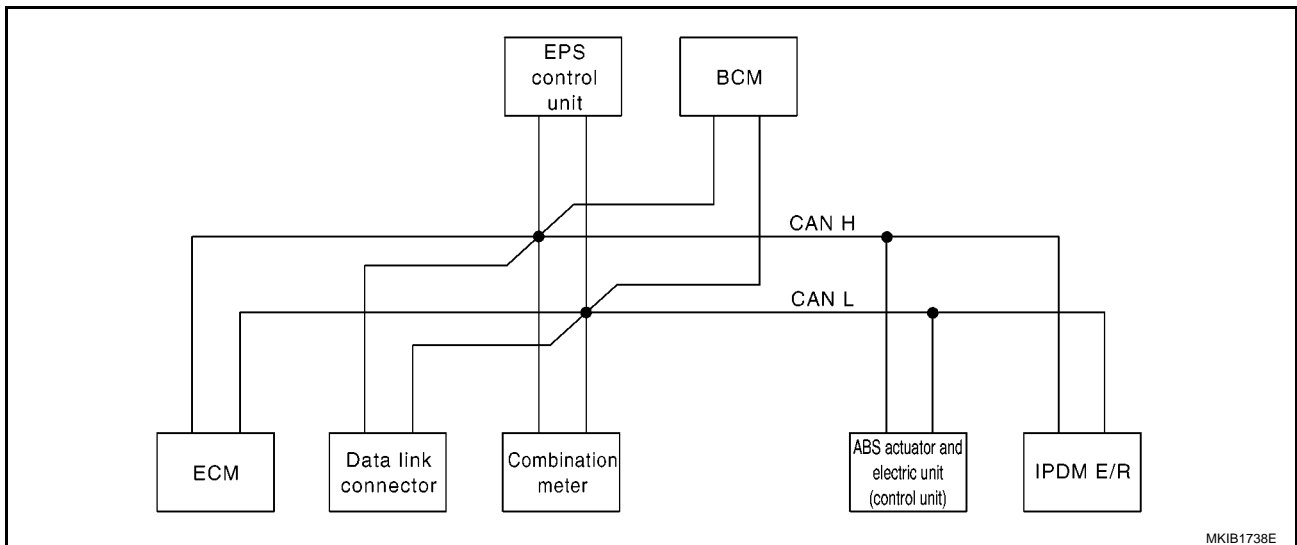 EPS
control
unit
BCM
CAN H
CAN L
ECM
Data link
connector
Combination
meter
ABS actuator and
electric unit
(control unit)
IPDM E/R
MKIB1738E